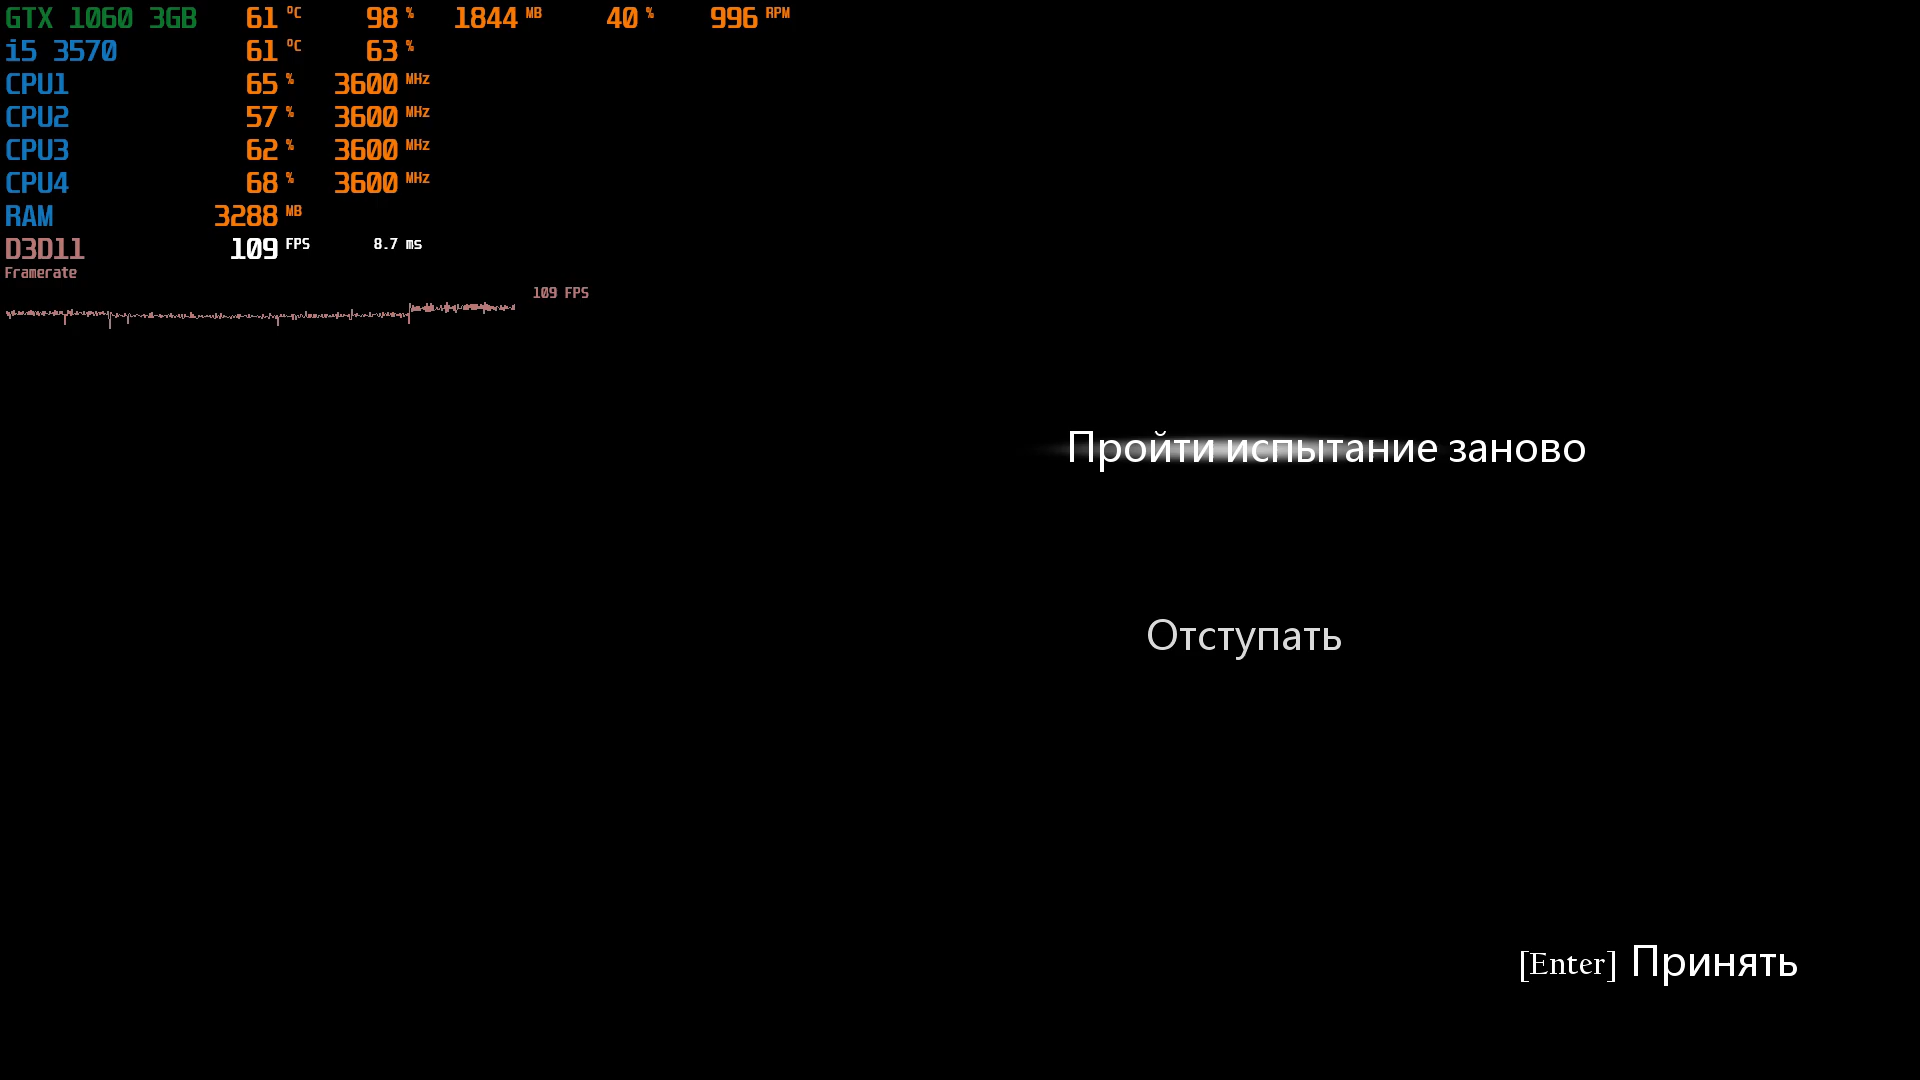 GTX 1060 3GB 61 °C 98 % 1844 MB 40 % 996 RPM
i5 3570 61 °C 63 %
CPU1 65 % 3600 MHz
CPU2 57 % 3600 MHz
CPU3 62 % 3600 MHz
CPU4 68 % 3600 MHz
RAM 3288 MB
D3D11 109 FPS 8.7 ms
Framerate
109 FPS
Пройти испытание заново
Отступать
[Enter] Принять